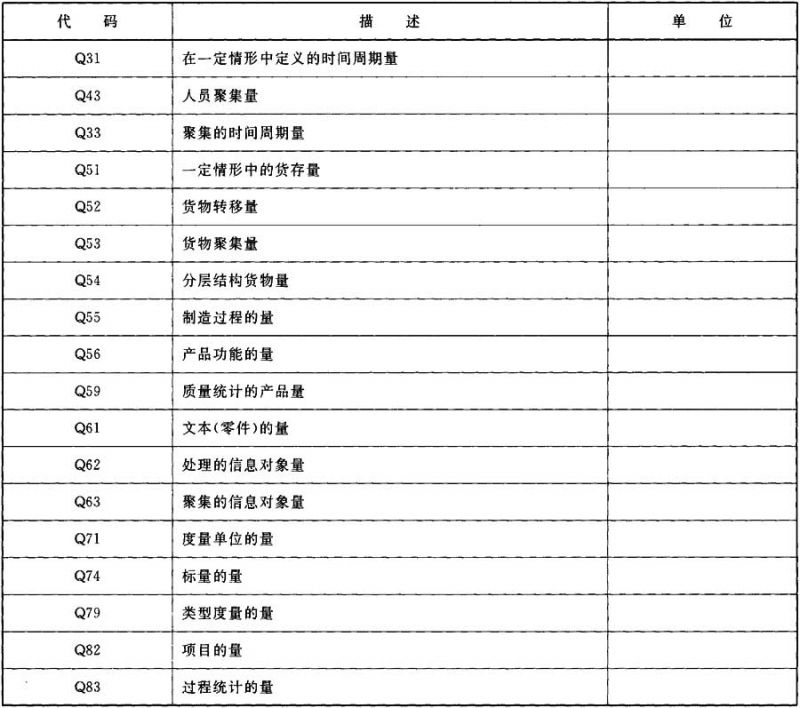 代 码 描 述 单 位
Q31 在一定情形中定义的时间周期量
Q43 人员聚集量
Q33 聚集的时间周期量
Q51 一定情形中的货存量
Q52 货物转移量
Q53 货物聚集量
Q54 分层结构货物量
Q55 制造过程的量
Q56 产品功能的量
Q59 质量统计的产品量
Q61 文本(零件)的量
Q62 处理的信息对象量
Q63 聚集的信息对象量
Q71 度量单位的量
Q74 标量的量
Q79 类型度量的量
Q82 项目的量
Q83 过程统计的量